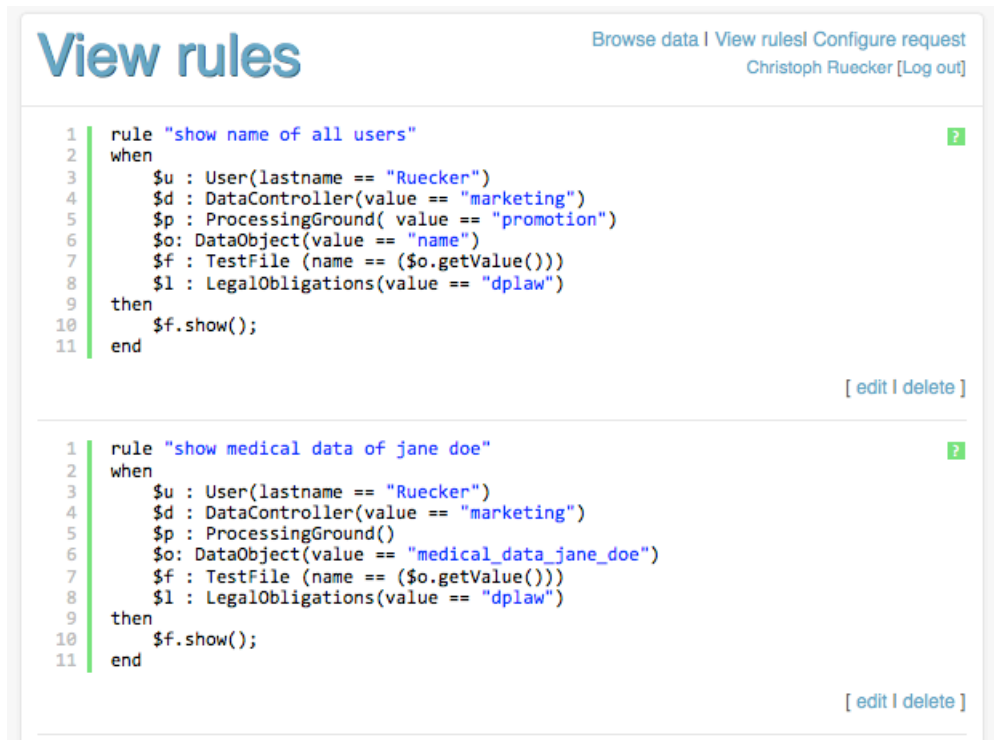 View rules
Browse data | View rules| Configure request
Christoph Ruecker [Log out]
1 rule "show name of all users"
?
2 when
3 $u : User(lastname == "Ruecker")
4 $d : DataController(value == "marketing")
5 $p : ProcessingGround( value == "promotion")
6 $o: DataObject(value == "name")
7 $f : TestFile (name == ($o.getValue()))
8 $l : LegalObligations(value == "dplaw")
9 then
10 $f.show();
11 end
[ edit | delete ]
1 rule "show medical data of jane doe"
?
2 when
3 $u : User(lastname == "Ruecker")
4 $d : DataController(value == "marketing")
5 $p : ProcessingGround()
6 $o: DataObject(value == "medical_data_jane_doe")
7 $f : TestFile (name == ($o.getValue()))
8 $l : LegalObligations(value == "dplaw")
9 then
10 $f.show();
11 end
[ edit | delete ]